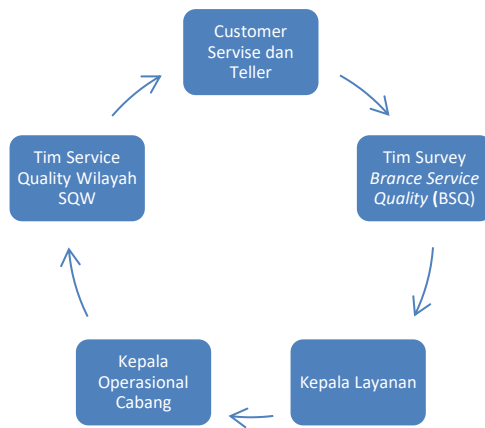 Customer
Servise dan
Teller
Tim Survey
Brance Service
Quality (BSQ)
Kepala Layanan
Kepala
Operasional
Cabang
Tim Service
Quality Wilayah
SQW